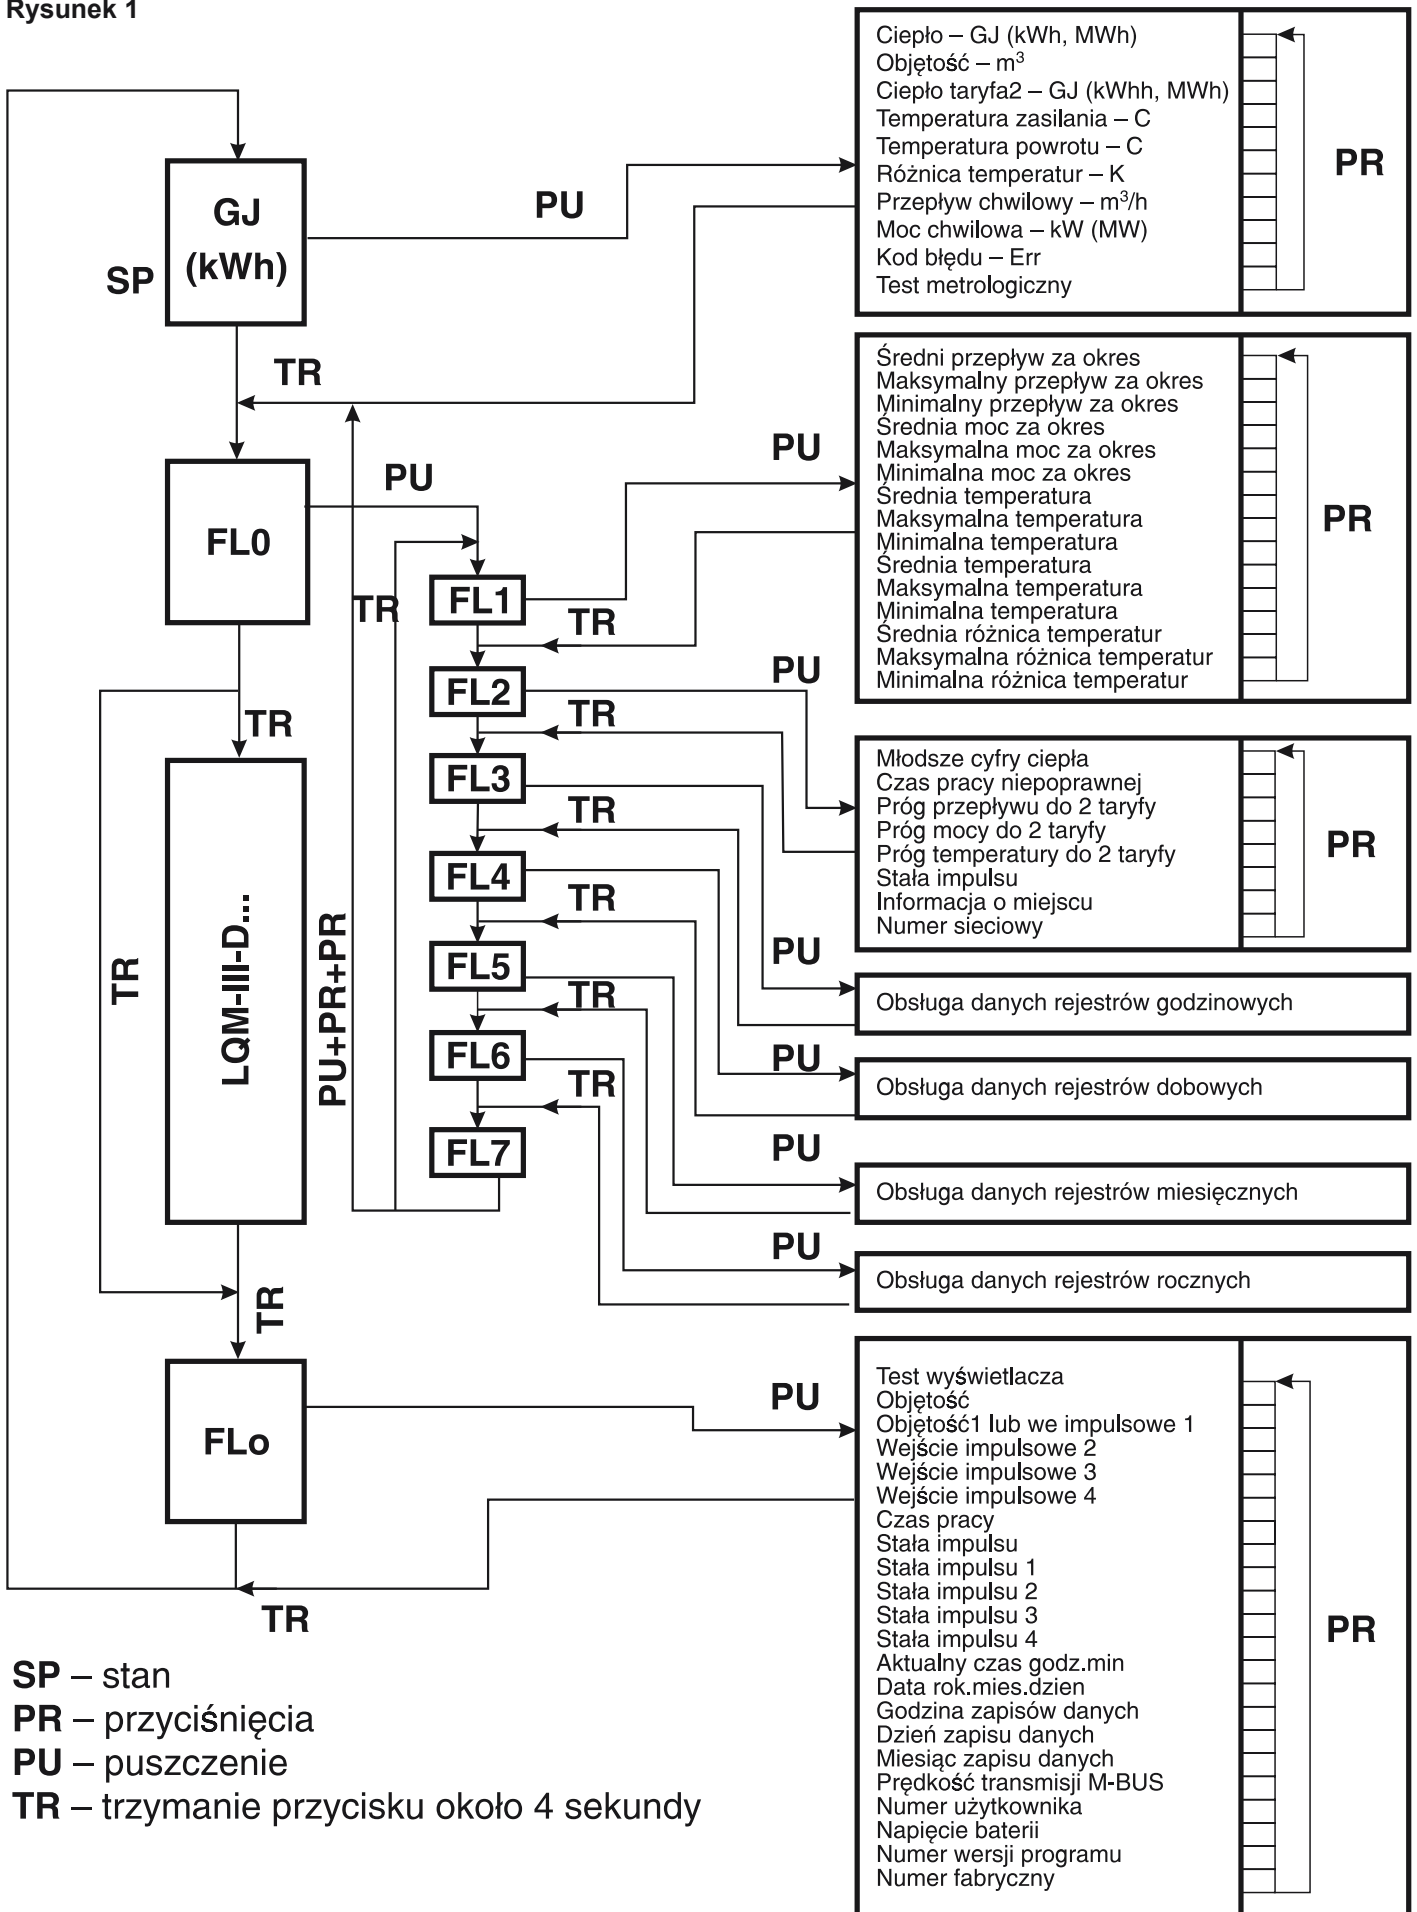 Rysunek 1
Ciepło – GJ (kWh, MWh)
Objętość – m³
Ciepło taryfa2 – GJ (kWhh, MWh)
Temperatura zasilania – C
Temperatura powrotu – C
Różnica temperatur – K
Przepływ chwilowy – m³/h
Moc chwilowa – kW (MW)
Kod błędu – Err
Test metrologiczny
PR
GJ
(kWh)
SP
PU
TR
Średni przepływ za okres
Maksymalny przepływ za okres
Minimalny przepływ za okres
Średnia moc za okres
Maksymalna moc za okres
Minimalna moc za okres
Średnia temperatura
Maksymalna temperatura
Minimalna temperatura
Średnia temperatura
Maksymalna temperatura
Minimalna temperatura
Średnia różnica temperatur
Maksymalna różnica temperatur
Minimalna różnica temperatur
PR
PU
FL0
PU
TR
FL1
TR
PU
FL2
TR
TR
FL3
TR
Młodsze cyfry ciepła
Czas pracy niepoprawnej
Próg przepływu do 2 taryfy
Próg mocy do 2 taryfy
Próg temperatury do 2 taryfy
Stała impulsu
Informacja o miejscu
Numer sieciowy
PR
LQM-III-D...
TR
PU+PR+PR
FL4
TR
PU
FL5
TR
Obsługa danych rejestrów godzinowych
FL6
PU
TR
Obsługa danych rejestrów dobowych
FL7
PU
Obsługa danych rejestrów miesięcznych
PU
Obsługa danych rejestrów rocznych
TR
FLo
PU
Test wyświetlacza
Objętość
Objętość1 lub we impulsowe 1
Wejście impulsowe 2
Wejście impulsowe 3
Wejście impulsowe 4
Czas pracy
Stała impulsu
Stała impulsu 1
Stała impulsu 2
Stała impulsu 3
Stała impulsu 4
Aktualny czas godz.min
Data rok.mies.dzien
Godzina zapisów danych
Dzień zapisu danych
Miesiąc zapisu danych
Prędkość transmisji M-BUS
Numer użytkownika
Napięcie baterii
Numer wersji programu
Numer fabryczny
PR
TR
SP – stan
PR – przyciśnięcia
PU – puszczenie
TR – trzymanie przycisku około 4 sekundy